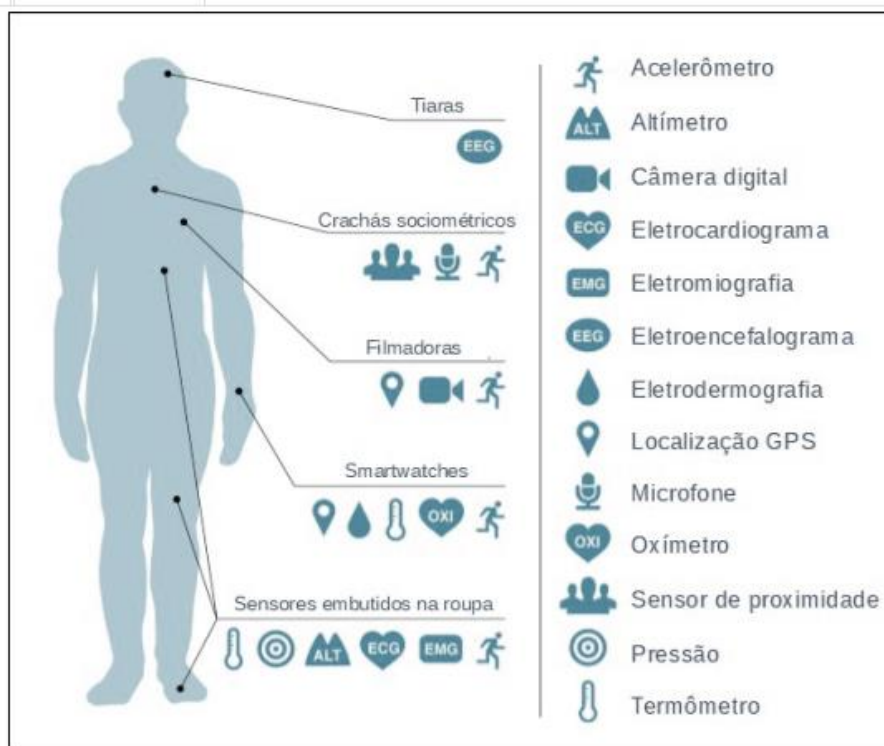 Tiaras
EEG
Crachás sociométricos
Filmadoras
Smartwatches
OXI
Sensores embutidos na roupa
ALT ECG EMG
Acelerômetro
ALT Altímetro
Câmera digital
ECG Eletrocardiograma
EMG Eletromiografia
EEG Eletroencefalograma
Eletrodermografia
Localização GPS
Microfone
OXI Oxímetro
Sensor de proximidade
Pressão
Termômetro